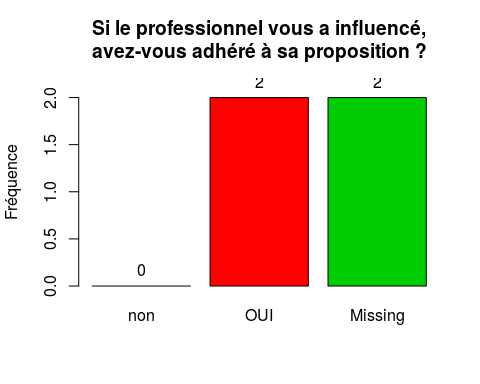 Si le professionnel vous a influencé,
avez-vous adhéré à sa proposition ?
Fréquence
2.0
1.5
1.0
0.5
0.0
0
2
2
non
OUI
Missing